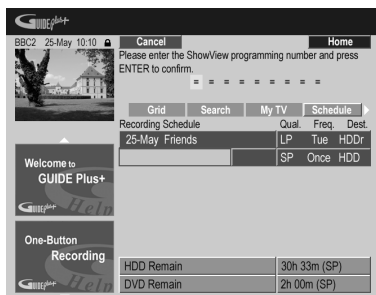 GUIDE plus+
BBC2 25-May 10:10
Cancel
Home
Please enter the ShowView programming number and press
ENTER to confirm.
= = = = = = = = =
Grid Search My TV Schedule
Recording Schedule Qual. Freq. Dest.
25-May Friends LP Tue HDDr
SP Once HDD
Welcome to
GUIDE Plus+
GUIDE plus+ Help
One-Button
Recording
GUIDE plus+ Help
HDD Remain 30h 33m (SP)
DVD Remain 2h 00m (SP)